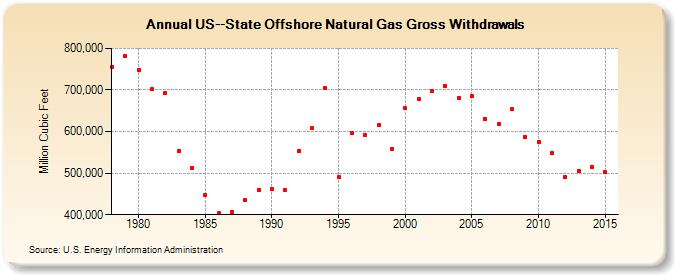 Annual US--State Offshore Natural Gas Gross Withdrawals
Million Cubic Feet
800,000
700,000
600,000
500,000
400,000
1980 1985 1990 1995 2000 2005 2010 2015
Source: U.S. Energy Information Administration